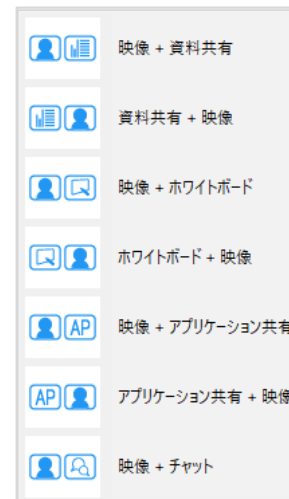 映像 + 資料共有
資料共有 + 映像
映像 + ホワイトボード
ホワイトボード + 映像
AP 映像 + アプリケーション共有
AP アプリケーション共有 + 映像
映像 + チャット